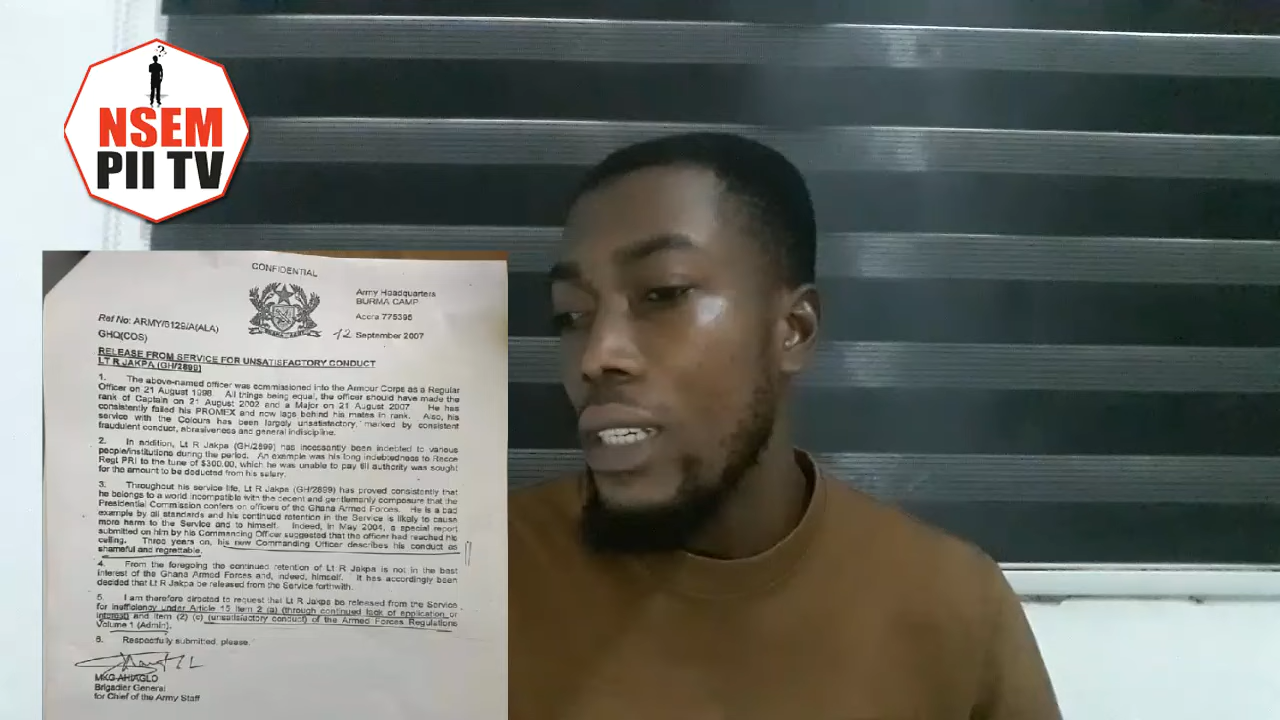 NSEM
PII TV
CONFIDENTIAL
Army Headquarters
BURMA CAMP
Accra 775395
Ref No: ARMY/5129/A(ALA)
12 September 2007
GHQ(COS)
RELEASE FROM SERVICE FOR UNSATISFACTORY CONDUCT
LT R JAKPA (GH/2899)
1. The above-named officer was commissioned into the Armour Corps as a Regular
Officer on 21 August 1998. All things being equal, the officer should have made the
rank of Captain on 21 August 2002 and a Major on 21 August 2007. He has
consistently failed his PROMEX and now lags behind his mates in rank. Also, his
service with the Colours has been largely unsatisfactory, marked by consistent
fraudulent conduct, abrasiveness and general indiscipline.
2. In addition, Lt R Jakpa (GH/2899) has incessantly been indebted to various
people/institutions during the period. An example was his long indebtedness to Recce
Regt PRI to the tune of $300.00, which he was unable to pay till authority was sought
for the amount to be deducted from his salary.
3. Throughout his service life, Lt R Jakpa (GH/2899) has proved consistently that
he belongs to a world incompatible with the decent and gentlemanly composure that the
Presidential Commission confers on officers of the Ghana Armed Forces. He is a bad
example by all standards and his continued retention in the Service is likely to cause
more harm to the Service and to himself. Indeed, in May 2004, a special report
submitted on him by his Commanding Officer suggested that the officer had reached his
ceiling. Three years on, his new Commanding Officer describes his conduct as
shameful and regrettable.
4. From the foregoing the continued retention of Lt R Jakpa is not in the best
interest of the Ghana Armed Forces and, indeed, himself. It has accordingly been
decided that Lt R Jakpa be released from the Service forthwith.
5. I am therefore directed to request that Lt R Jakpa be released from the Service
for inefficiency under Article 15 Item 2 (a) (through continued lack of application or
interest) and item (2) (c) (unsatisfactory conduct) of the Armed Forces Regulations
Volume 1 (Admin).
6. Respectfully submitted, please.
MKG AHIAGLO
Brigadier General
for Chief of the Army Staff